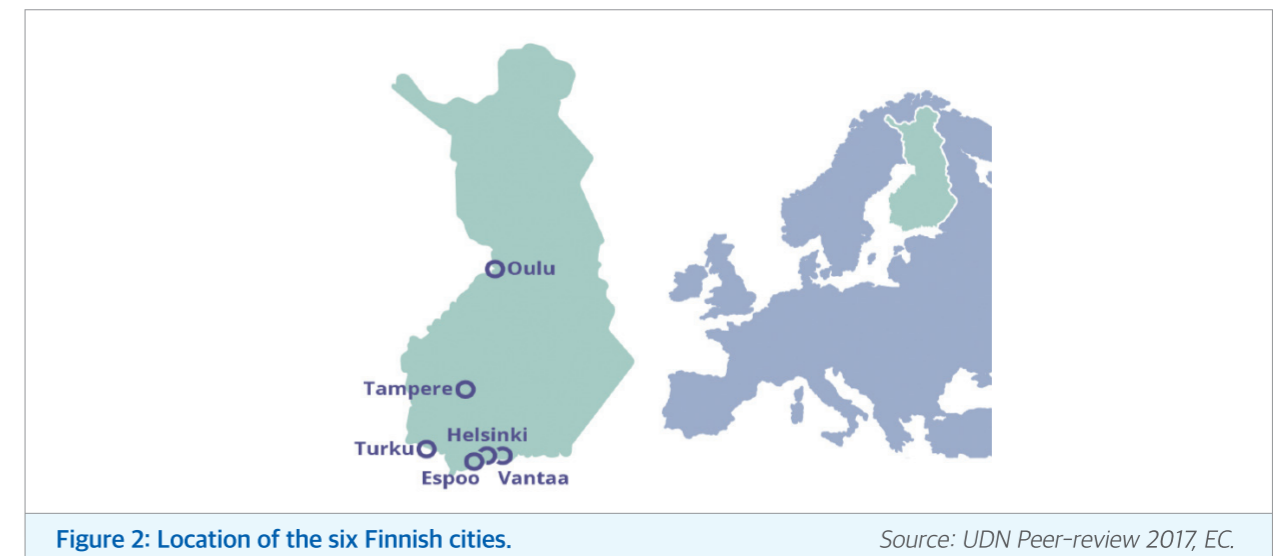 Oulu
Tampere
Helsinki
Turku
Espoo Vantaa
Figure 2: Location of the six Finnish cities. Source: UDN Peer-review 2017, EC.